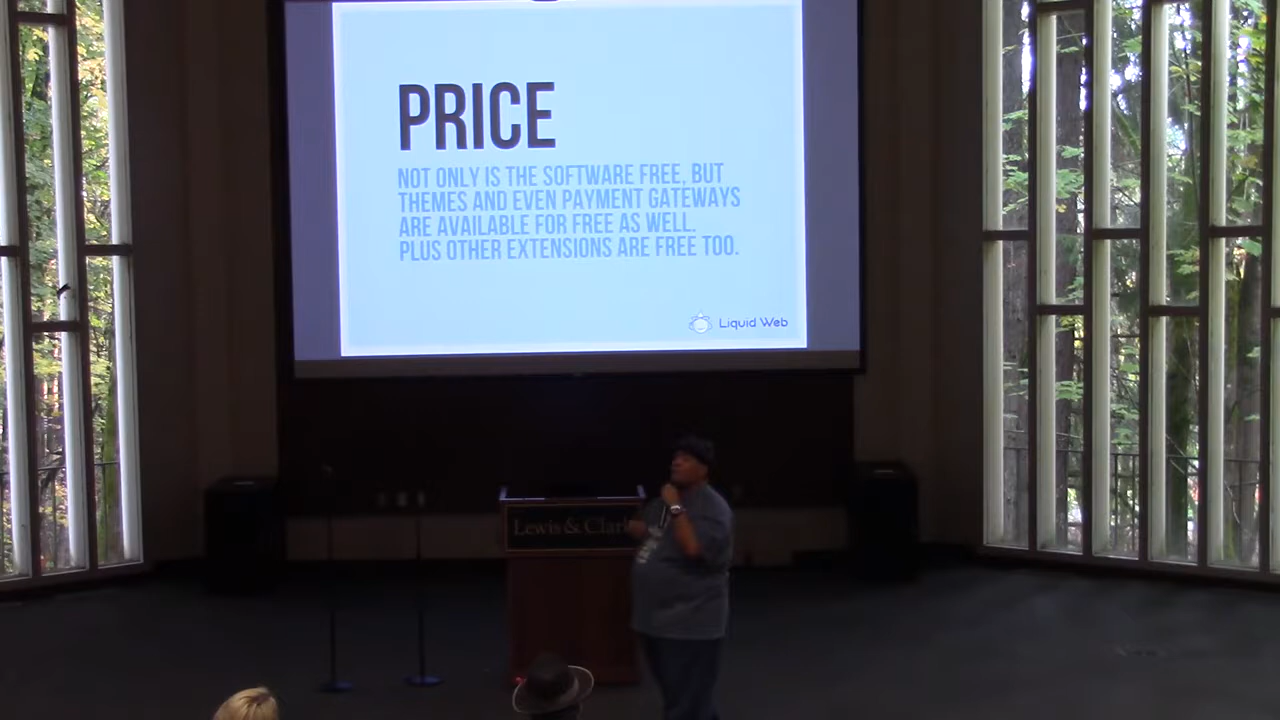 PRICE
NOT ONLY IS THE SOFTWARE FREE, BUT
THEMES AND EVEN PAYMENT GATEWAYS
ARE AVAILABLE FOR FREE AS WELL.
PLUS OTHER EXTENSIONS ARE FREE TOO.
Liquid Web
Lewis & Clark